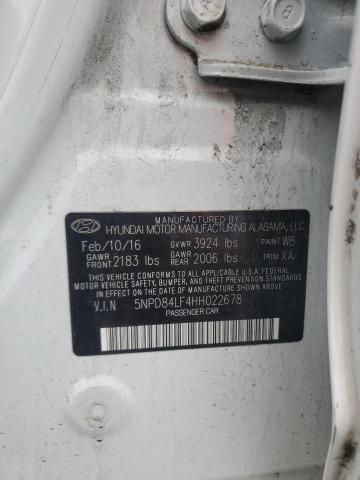 8
MANUFACTURED BY
HYUNDAI MOTOR MANUFACTURING ALABAMA, LLC
Feb/10/16 GVWR 3924 lbs PAINT W8
GAWR FRONT 2183 lbs GAWR REAR 2006 lbs TRIM XA
THIS VEHICLE CONFORMS TO ALL APPLICABLE U.S.A FEDERAL
MOTOR VEHICLE SAFETY, BUMPER, AND THEFT PREVENTION STANDARDS
IN EFFECT ON THE DATE OF MANUFACTURE SHOWN ABOVE.
V.I.N 5NPD84LF4HH022678
PASSENGER CAR